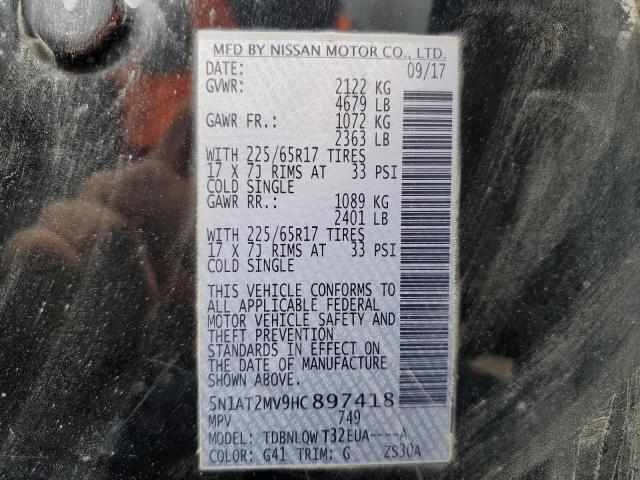 MFD BY NISSAN MOTOR CO., LTD.
DATE: 09/17
GVWR: 2122 KG
4679 LB
GAWR FR.: 1072 KG
2363 LB
WITH 225/65R17 TIRES
17 X 7J RIMS AT 33 PSI
COLD SINGLE
GAWR RR.: 1089 KG
2401 LB
WITH 225/65R17 TIRES
17 X 7J RIMS AT 33 PSI
COLD SINGLE
THIS VEHICLE CONFORMS TO
ALL APPLICABLE FEDERAL
MOTOR VEHICLE SAFETY AND
THEFT PREVENTION
STANDARDS IN EFFECT ON
THE DATE OF MANUFACTURE
SHOWN ABOVE.
5N1AT2MV9HC897418
MPV 749
MODEL: TDBNLQW T32EUA----A
COLOR: G41 TRIM: G ZS30A